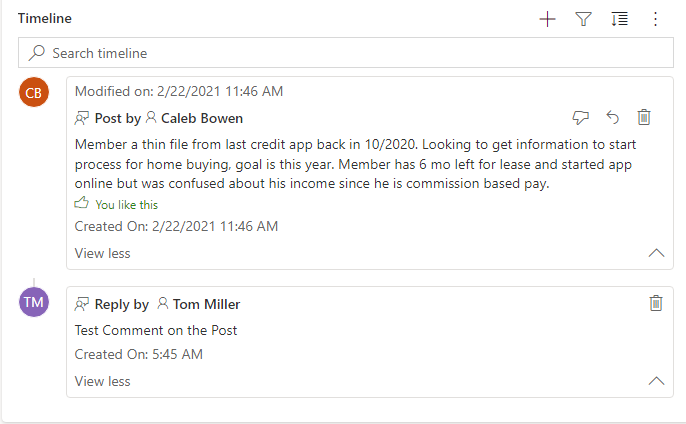 Timeline
Search timeline
CB
Modified on: 2/22/2021 11:46 AM
Post by Caleb Bowen
Member a thin file from last credit app back in 10/2020. Looking to get information to start
process for home buying, goal is this year. Member has 6 mo left for lease and started app
online but was confused about his income since he is commission based pay.
You like this
Created On: 2/22/2021 11:46 AM
View less
TM
Reply by Tom Miller
Test Comment on the Post
Created On: 5:45 AM
View less